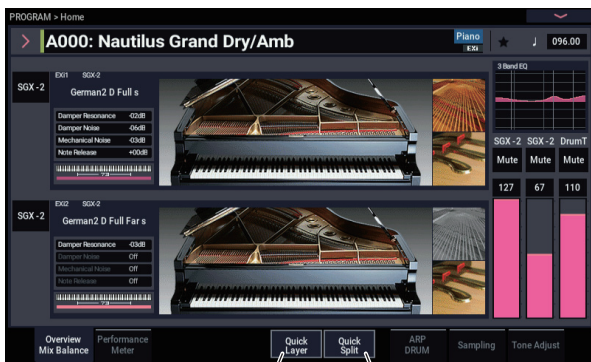 PROGRAM > Home
A000: Nautilus Grand Dry/Amb
Piano
EXi
♩ 096.00
SGX-2
EXI1 SGX-2
German2 D Full s
Damper Resonance -02dB
Damper Noise -06dB
Mechanical Noise -03dB
Note Release +00dB
73
SGX-2
EXI2 SGX-2
German2 D Full Far s
Damper Resonance -03dB
Damper Noise Off
Mechanical Noise Off
Note Release Off
73
3 Band EQ
SGX-2 SGX-2 DrumT
Mute Mute Mute
127 67 110
Overview
Mix Balance
Performance
Meter
Quick
Layer
Quick
Split
ARP
DRUM
Sampling
Tone Adjust